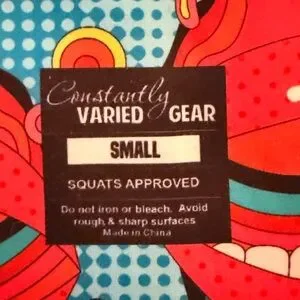 Constantly
VARIED GEAR
SMALL
SQUATS APPROVED
Do not iron or bleach. Avoid
rough & sharp surfaces
Made in China